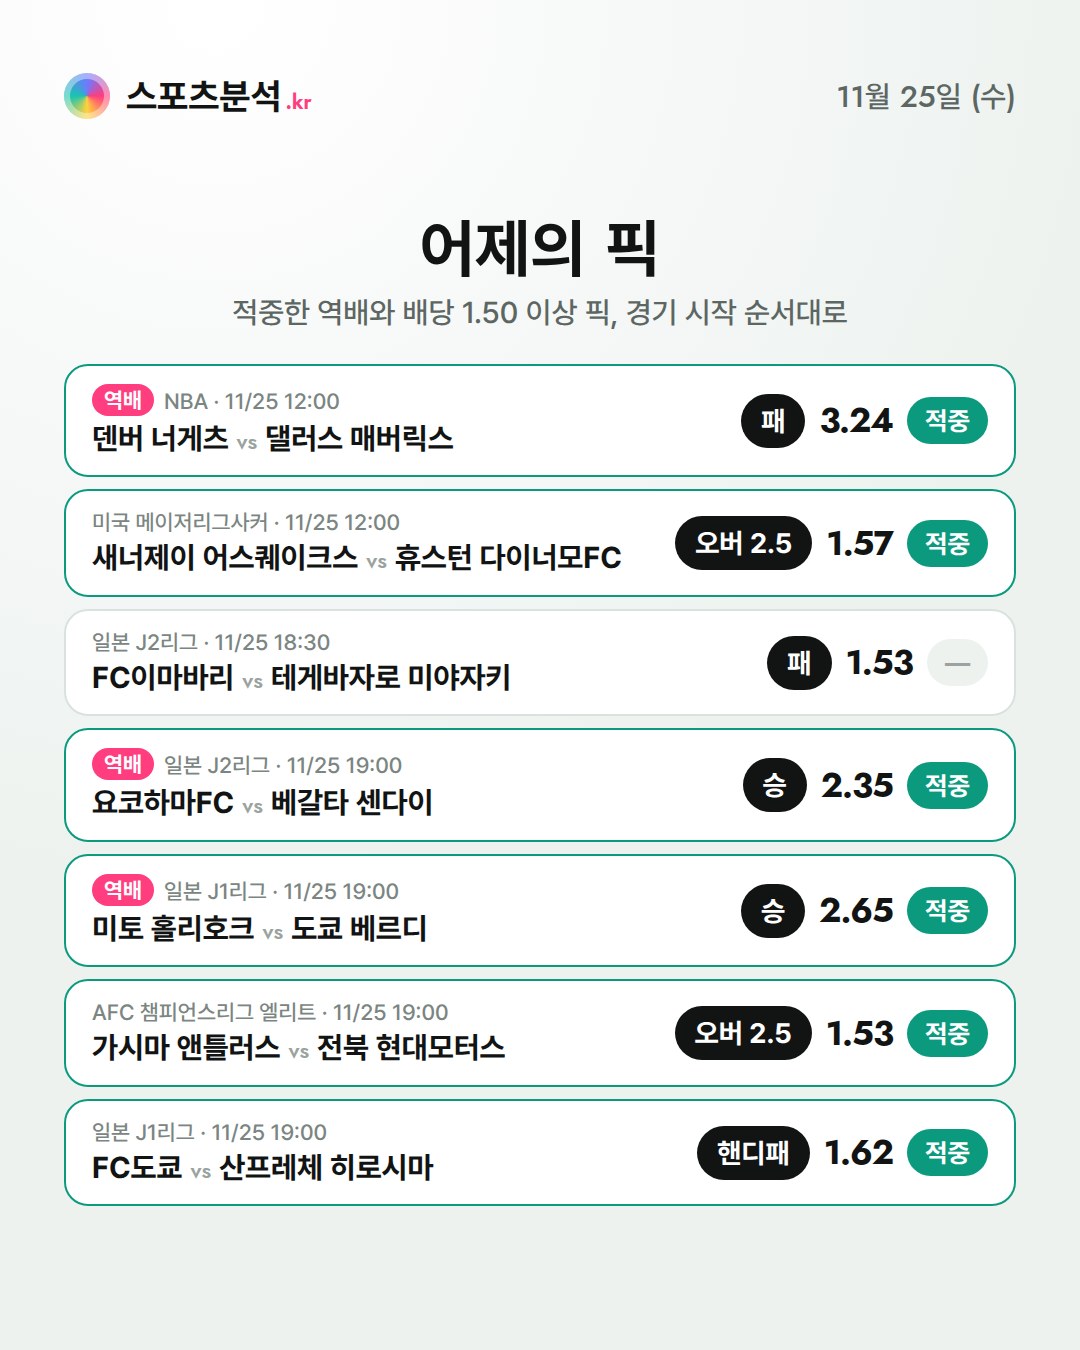 스포츠분석.kr
11월 25일 (수)
어제의 픽
적중한 역배와 배당 1.50 이상 픽, 경기 시작 순서대로
역배 NBA · 11/25 12:00
덴버 너게츠 vs 댈러스 매버릭스
패 3.24 적중
미국 메이저리그사커 · 11/25 12:00
새너제이 어스퀘이크스 vs 휴스턴 다이너모FC
오버 2.5 1.57 적중
일본 J2리그 · 11/25 18:30
FC이마바리 vs 테게바자로 미야자키
패 1.53 —
역배 일본 J2리그 · 11/25 19:00
요코하마FC vs 베갈타 센다이
승 2.35 적중
역배 일본 J1리그 · 11/25 19:00
미토 홀리호크 vs 도쿄 베르디
승 2.65 적중
AFC 챔피언스리그 엘리트 · 11/25 19:00
가시마 앤틀러스 vs 전북 현대모터스
오버 2.5 1.53 적중
일본 J1리그 · 11/25 19:00
FC도쿄 vs 산프레체 히로시마
핸디패 1.62 적중